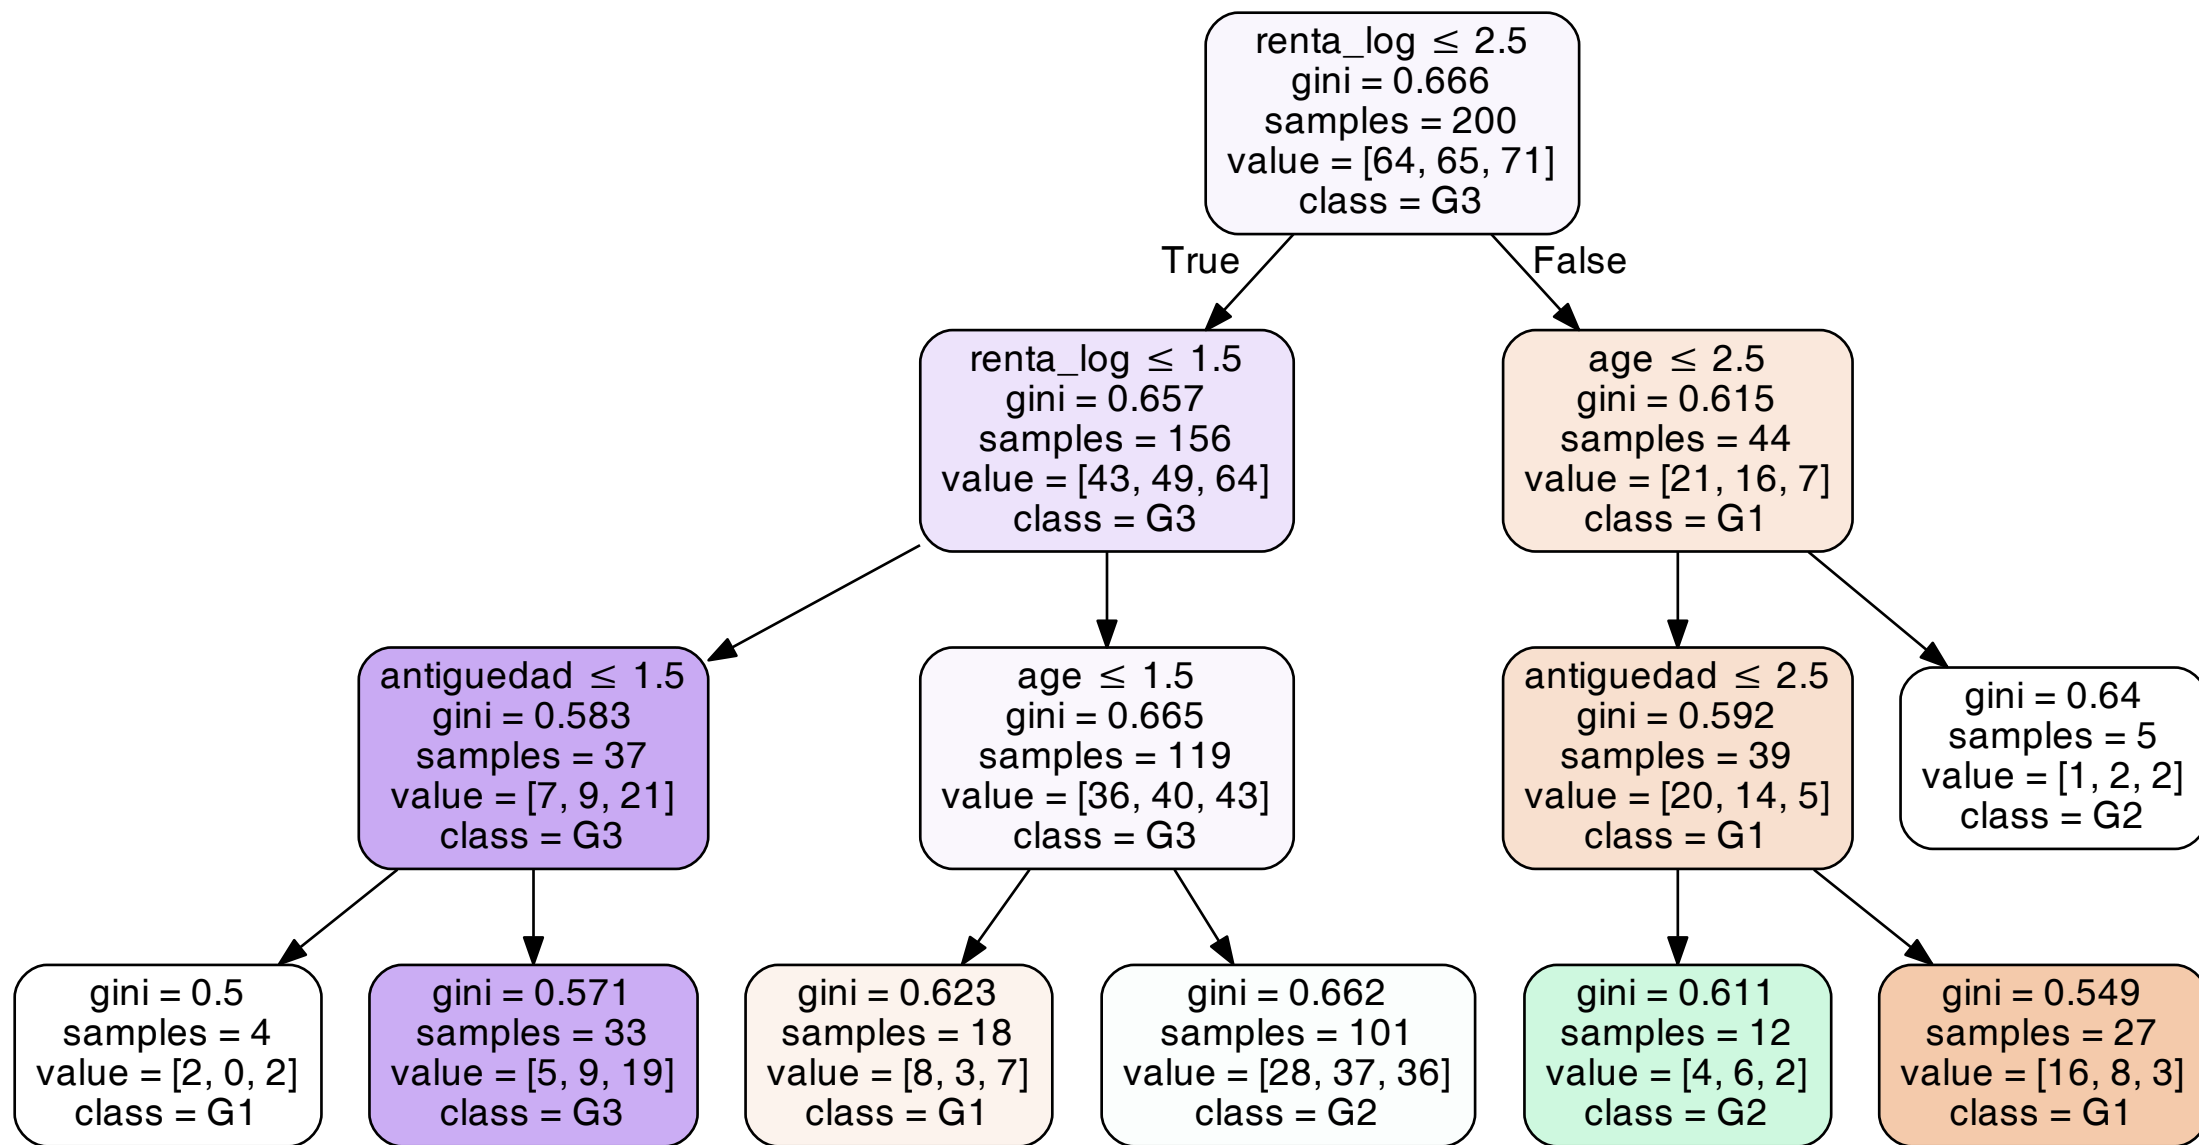 renta_log ≤ 2.5
gini = 0.666
samples = 200
value = [64, 65, 71]
class = G3
True
False
renta_log ≤ 1.5
gini = 0.657
samples = 156
value = [43, 49, 64]
class = G3
age ≤ 2.5
gini = 0.615
samples = 44
value = [21, 16, 7]
class = G1
antiguedad ≤ 1.5
gini = 0.583
samples = 37
value = [7, 9, 21]
class = G3
age ≤ 1.5
gini = 0.665
samples = 119
value = [36, 40, 43]
class = G3
antiguedad ≤ 2.5
gini = 0.592
samples = 39
value = [20, 14, 5]
class = G1
gini = 0.64
samples = 5
value = [1, 2, 2]
class = G2
gini = 0.5
samples = 4
value = [2, 0, 2]
class = G1
gini = 0.571
samples = 33
value = [5, 9, 19]
class = G3
gini = 0.623
samples = 18
value = [8, 3, 7]
class = G1
gini = 0.662
samples = 101
value = [28, 37, 36]
class = G2
gini = 0.611
samples = 12
value = [4, 6, 2]
class = G2
gini = 0.549
samples = 27
value = [16, 8, 3]
class = G1